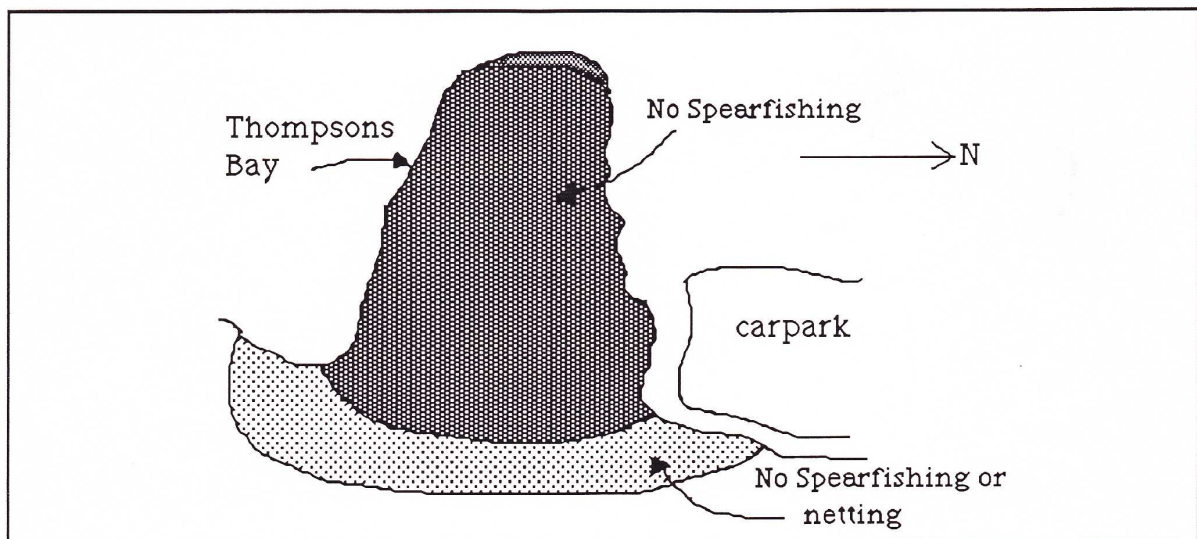 Thompsons
Bay
No Spearfishing
N
carpark
No Spearfishing or
netting